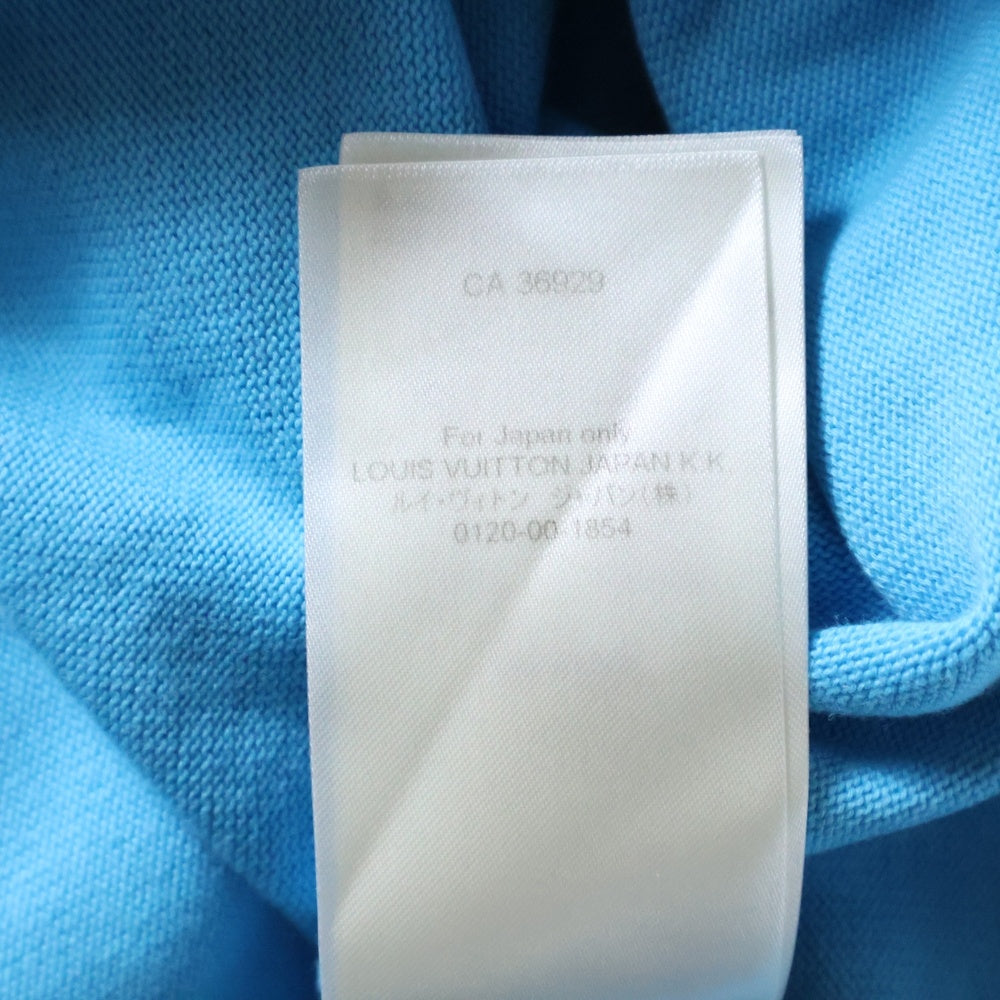 CA 36929
For Japan only
LOUIS VUITTON JAPAN K.K
ルイ・ヴィトン ジャパン(株)
0120-00-1854